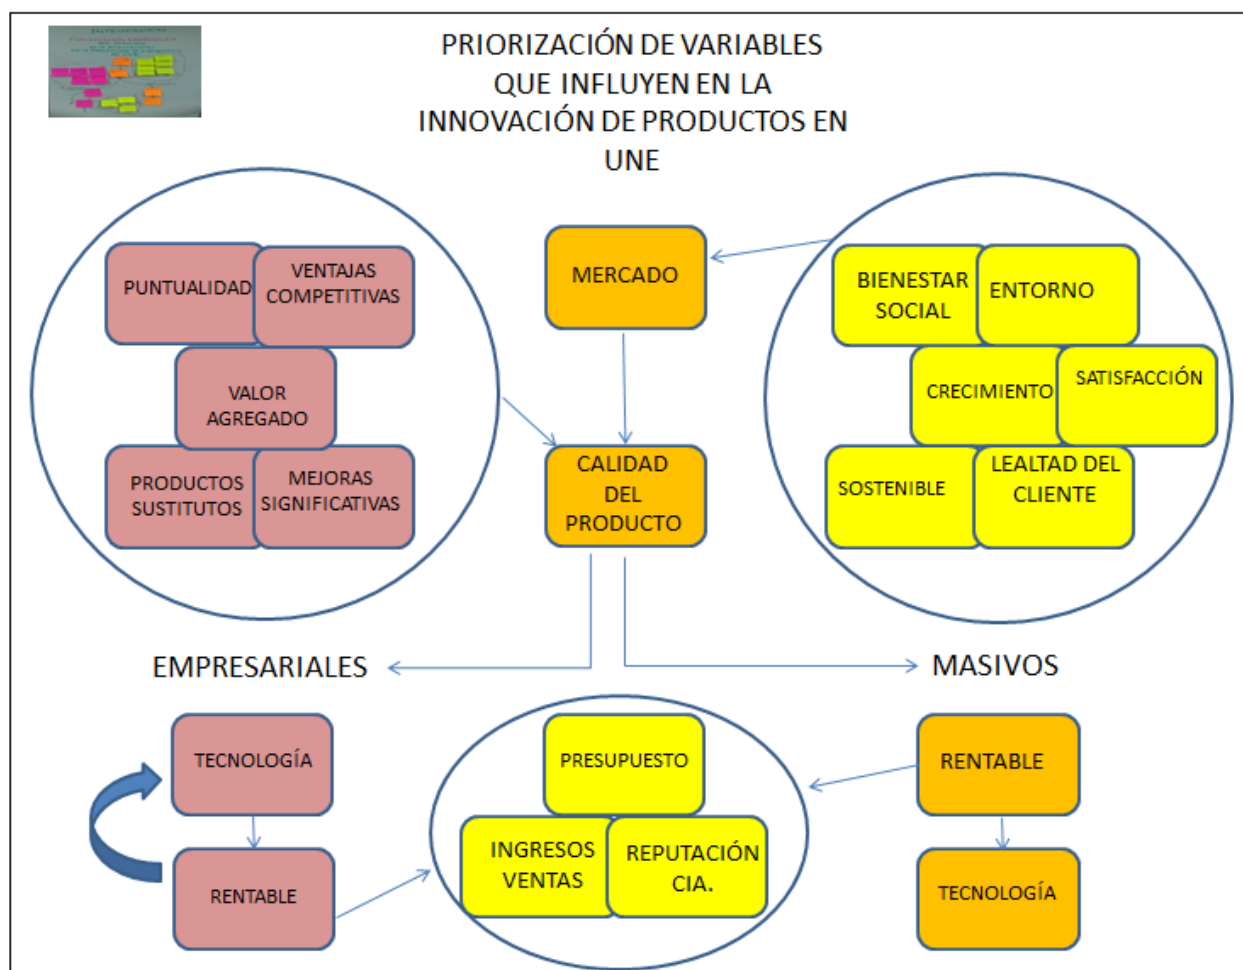 PRIORIZACIÓN DE VARIABLES
QUE INFLUYEN EN LA
INNOVACIÓN DE PRODUCTOS EN
UNE
PUNTUALIDAD
VENTAJAS
COMPETITIVAS
VALOR
AGREGADO
PRODUCTOS
SUSTITUTOS
MEJORAS
SIGNIFICATIVAS
MERCADO
CALIDAD
DEL
PRODUCTO
BIENESTAR
SOCIAL
ENTORNO
CRECIMIENTO
SATISFACCIÓN
SOSTENIBLE
LEALTAD DEL
CLIENTE
EMPRESARIALES
MASIVOS
TECNOLOGÍA
RENTABLE
PRESUPUESTO
INGRESOS
VENTAS
REPUTACIÓN
CIA.
RENTABLE
TECNOLOGÍA